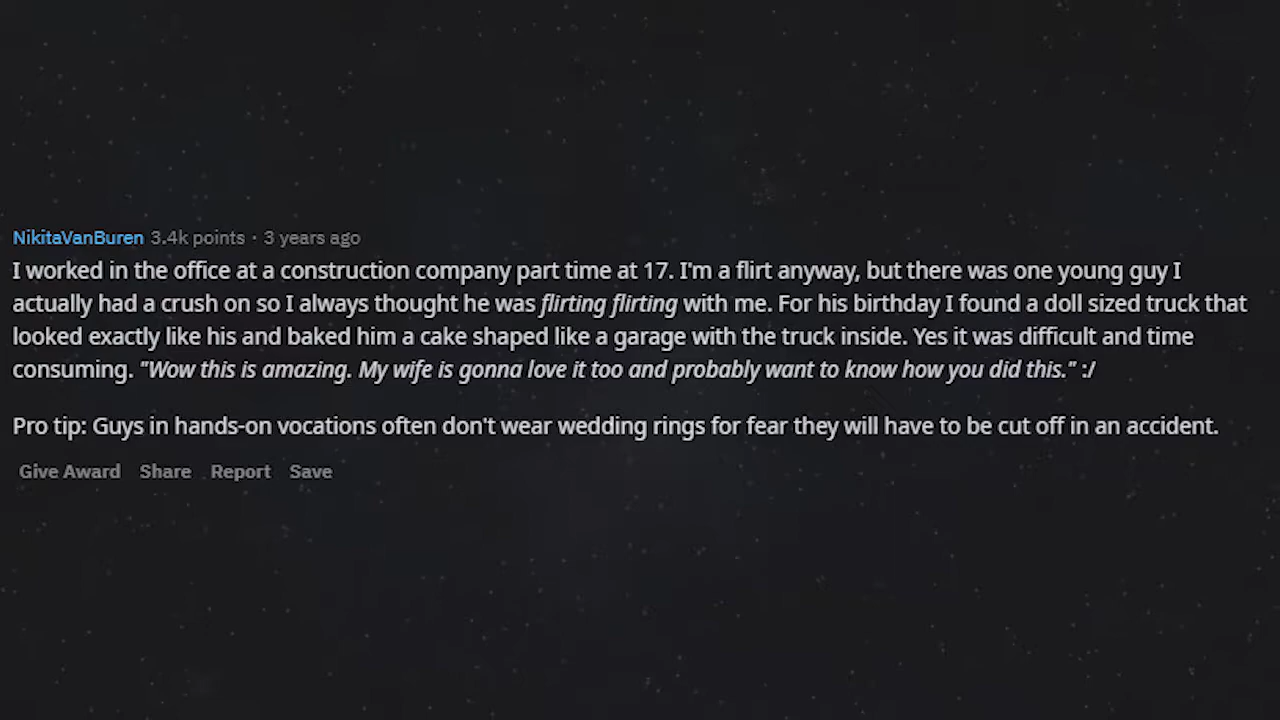 NikitaVanBuren 3.4k points · 3 years ago
I worked in the office at a construction company part time at 17. I'm a flirt anyway, but there was one young guy I
actually had a crush on so I always thought he was flirting flirting with me. For his birthday I found a doll sized truck that
looked exactly like his and baked him a cake shaped like a garage with the truck inside. Yes it was difficult and time
consuming. "Wow this is amazing. My wife is gonna love it too and probably want to know how you did this." :/
Pro tip: Guys in hands-on vocations often don't wear wedding rings for fear they will have to be cut off in an accident.
Give Award Share Report Save